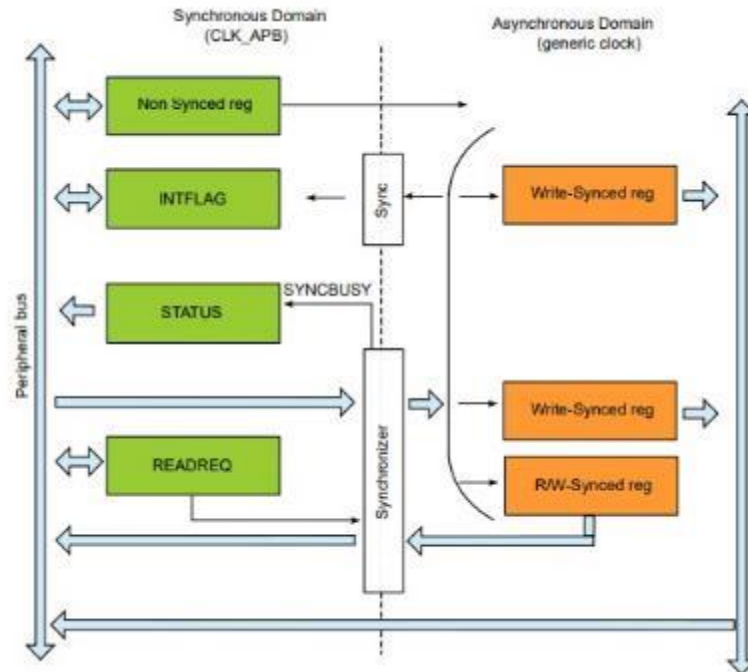 Synchronous Domain
(CLK_APB)
Asynchronous Domain
(generic clock)
Non Synced reg
INTFLAG
Sync
Write-Synced reg
SYNCBUSY
STATUS
Peripheral bus
Write-Synced reg
READREQ
Synchronizer
R/W-Synced reg